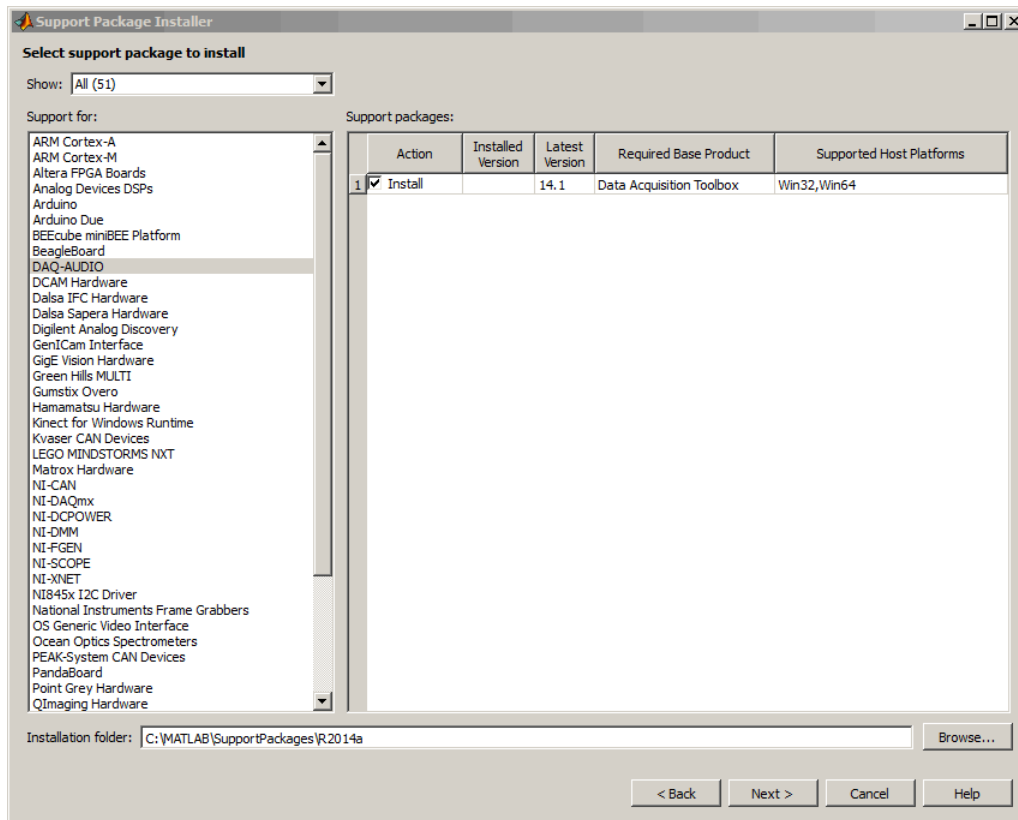 Support Package Installer
Select support package to install
Show: All (51)
Support for:
Support packages:
ARM Cortex-A
ARM Cortex-M
Altera FPGA Boards
Analog Devices DSPs
Arduino
Arduino Due
BEEcube miniBEE Platform
BeagleBoard
DAQ-AUDIO
DCAM Hardware
Dalsa IFC Hardware
Dalsa Sapera Hardware
Digilent Analog Discovery
GenICam Interface
GigE Vision Hardware
Green Hills MULTI
Gumstix Overo
Hamamatsu Hardware
Kinect for Windows Runtime
Kvaser CAN Devices
LEGO MINDSTORMS NXT
Matrox Hardware
NI-CAN
NI-DAQmx
NI-DCPOWER
NI-DMM
NI-FGEN
NI-SCOPE
NI-XNET
NI845x I2C Driver
National Instruments Frame Grabbers
OS Generic Video Interface
Ocean Optics Spectrometers
PEAK-System CAN Devices
PandaBoard
Point Grey Hardware
QImaging Hardware
Action Installed Version Latest Version Required Base Product Supported Host Platforms
1 Install 14.1 Data Acquisition Toolbox Win32,Win64
Installation folder: C:\MATLAB\SupportPackages\R2014a Browse...
< Back Next > Cancel Help